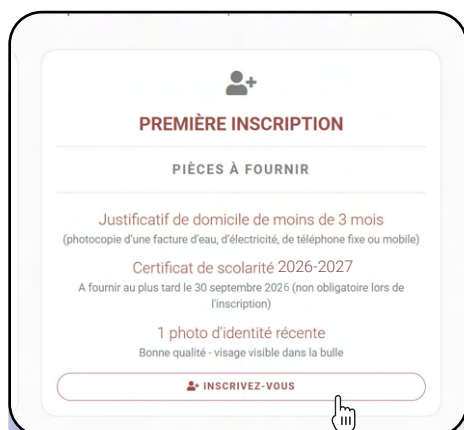 PREMIÈRE INSCRIPTION
PIÈCES À FOURNIR
Justificatif de domicile de moins de 3 mois
(photocopie d'une facture d'eau, d'électricité, de téléphone fixe ou mobile)
Certificat de scolarité 2026-2027
A fournir au plus tard le 30 septembre 2026 (non obligatoire lors de
l'inscription)
1 photo d'identité récente
Bonne qualité - visage visible dans la bulle
INSCRIVEZ-VOUS